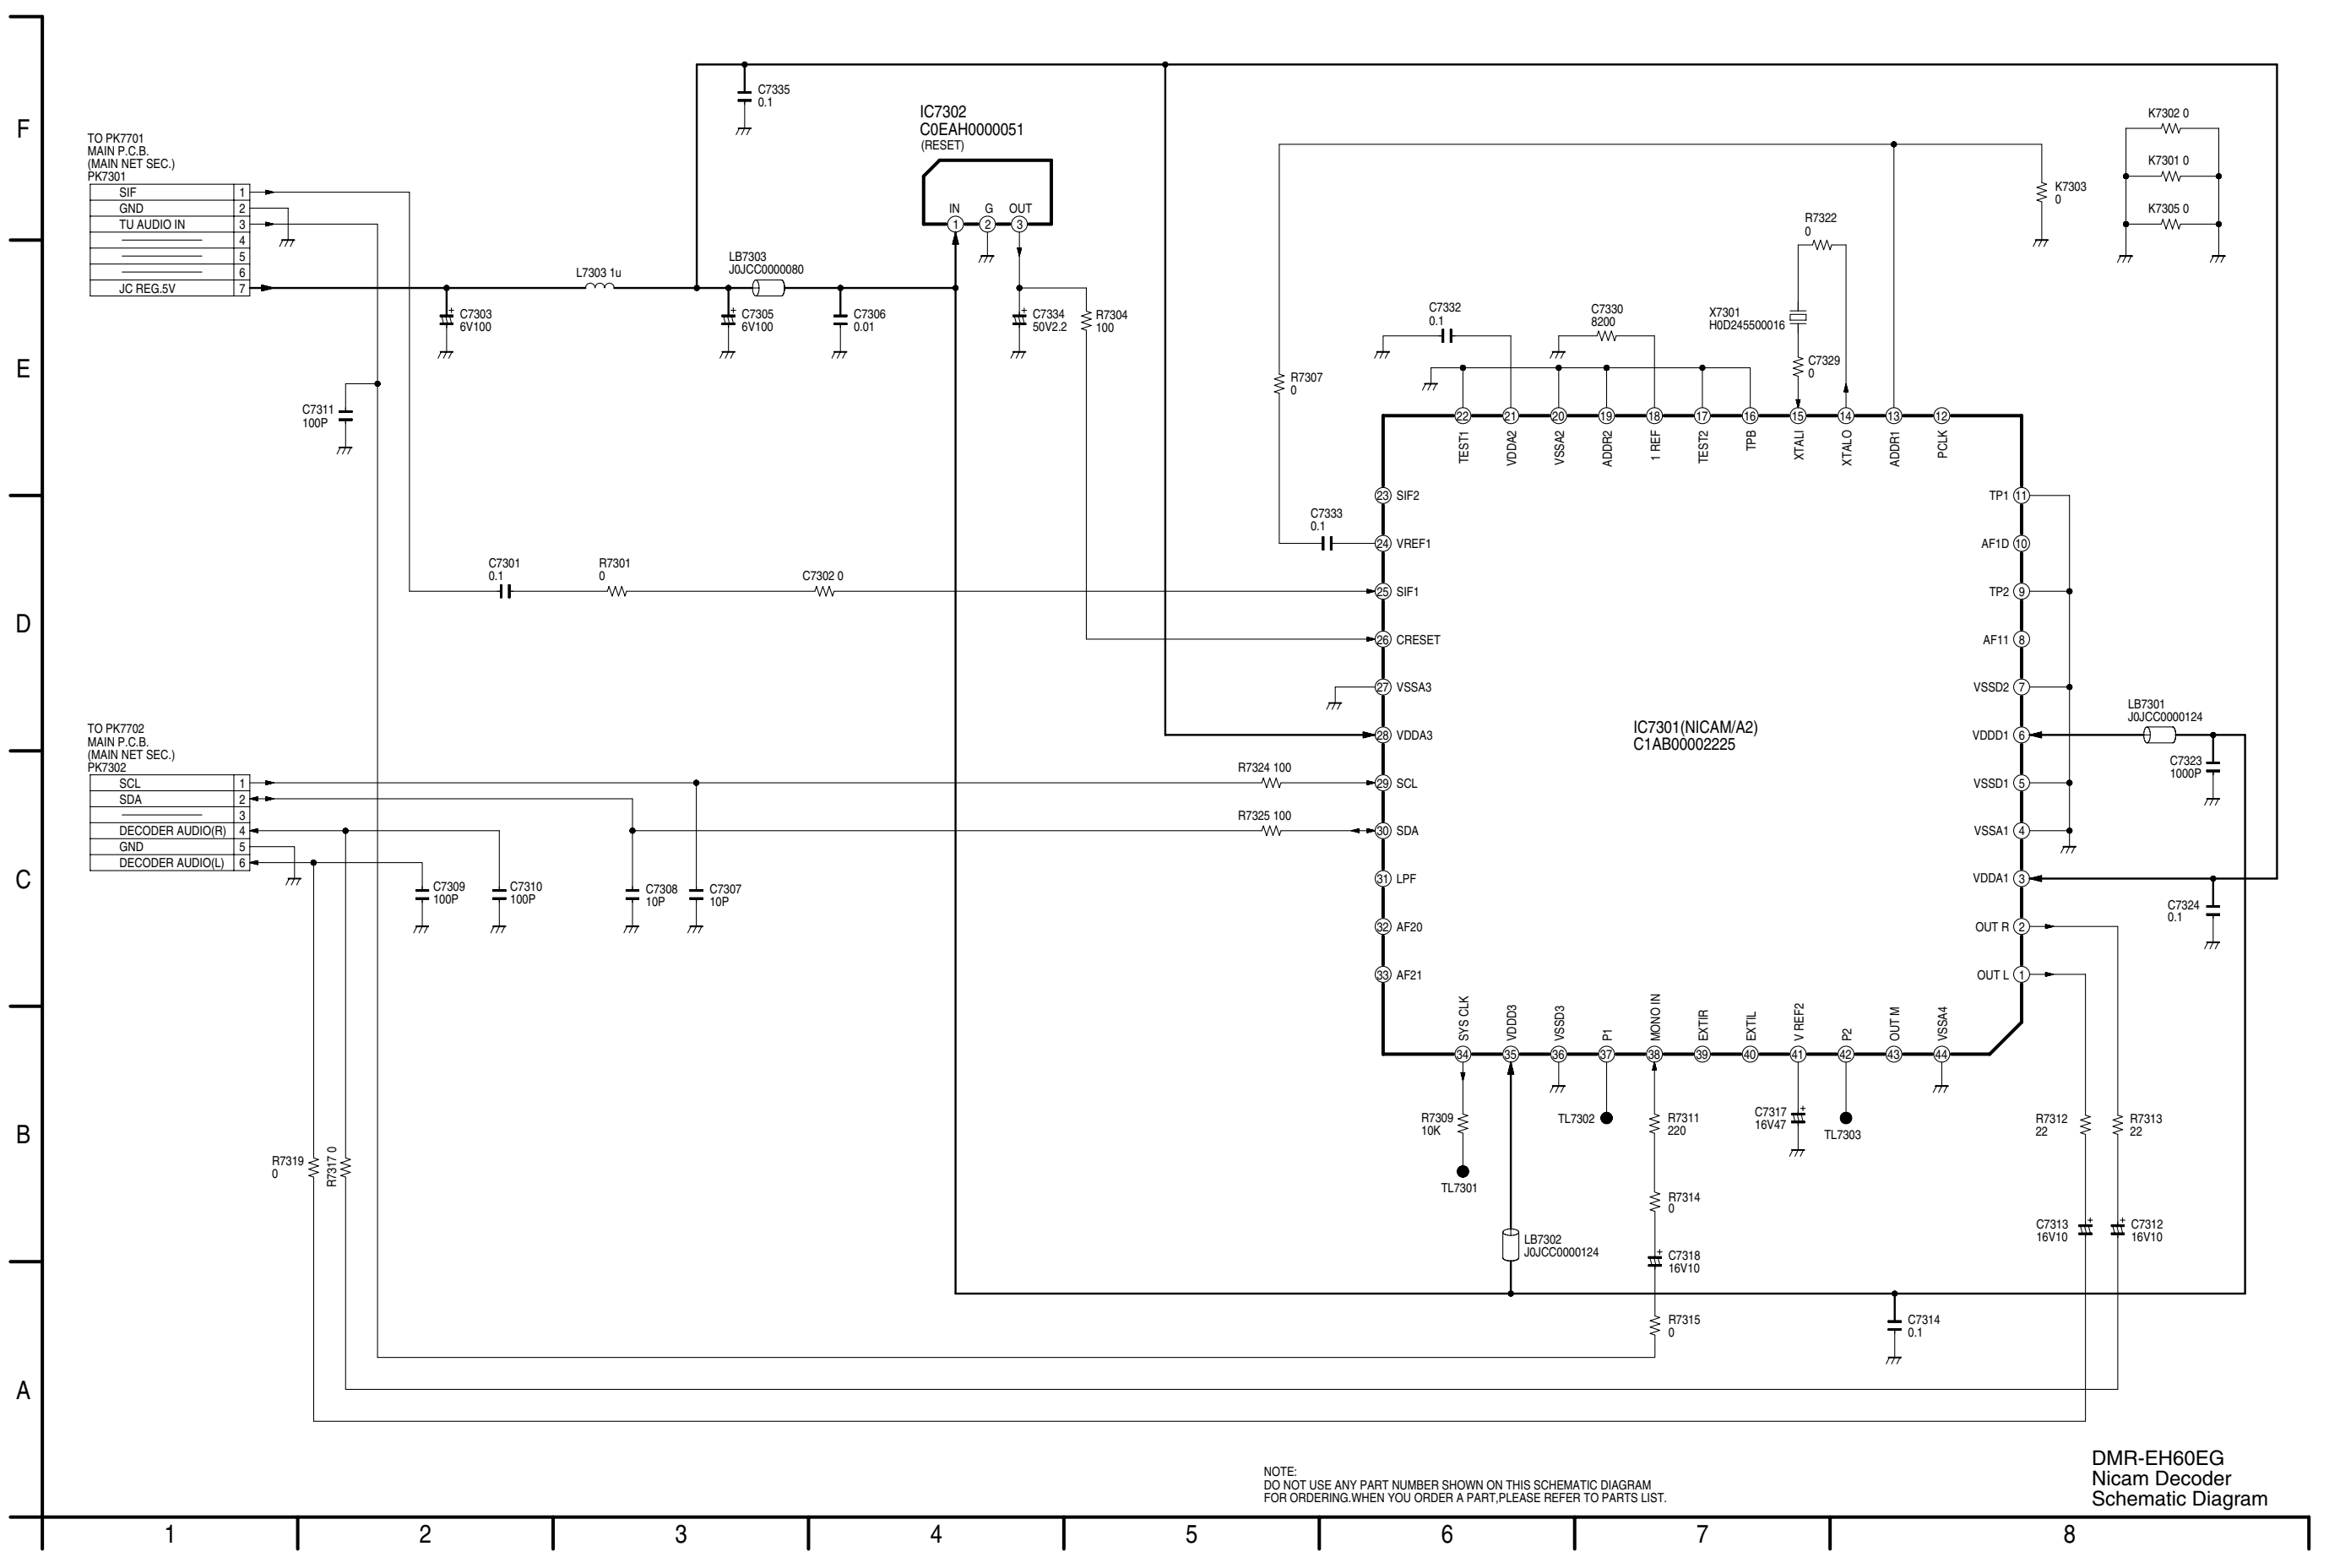 F
E
D
C
B
A
TO PK7701
MAIN P.C.B.
(MAIN NET SEC.)
PK7301
SIF 1
GND 2
TU AUDIO IN 3
4
5
6
JC REG.5V 7
C7335
0.1
IC7302
C0EAH0000051
(RESET)
IN G OUT
1 2 3
L7303 1u
LB7303
J0JCC0000080
C7303
6V100
C7305
6V100
C7306
0.01
C7334
50V2.2
R7304
100
C7311
100P
K7302 0
K7301 0
K7305 0
K7303
0
R7322
0
X7301
H0D245500016
C7329
0
C7332
0.1
C7330
8200
R7307
0
22 21 20 19 18 17 16 15 14 13 12
TEST1 VDDA2 VSSA2 ADDR2 1 REF TEST2 TPB XTALI XTALO ADDR1 PCLK
C7333
0.1
C7301
0.1
R7301
0
C7302 0
23 SIF2
24 VREF1
25 SIF1
26 CRESET
27 VSSA3
28 VDDA3
29 SCL
30 SDA
31 LPF
32 AF20
33 AF21
IC7301(NICAM/A2)
C1AB00002225
TP1 11
AF1D 10
TP2 9
AF11 8
VSSD2 7
VDDD1 6
VSSD1 5
VSSA1 4
VDDA1 3
OUT R 2
OUT L 1
LB7301
J0JCC0000124
C7323
1000P
C7324
0.1
TO PK7702
MAIN P.C.B.
(MAIN NET SEC.)
PK7302
SCL 1
SDA 2
3
DECODER AUDIO(R) 4
GND 5
DECODER AUDIO(L) 6
R7324 100
R7325 100
C7309
100P
C7310
100P
C7308
10P
C7307
10P
SYS CLK VDDD3 VSSD3 P1 MONO IN EXTIR EXTIL V REF2 P2 OUT M VSSA4
34 35 36 37 38 39 40 41 42 43 44
R7309
10K
TL7301
TL7302
R7311
220
C7317
16V47
TL7303
R7312
22
R7313
22
R7319
0
R7317 0
R7314
0
LB7302
J0JCC0000124
C7318
16V10
C7313
16V10
C7312
16V10
R7315
0
C7314
0.1
NOTE:
DO NOT USE ANY PART NUMBER SHOWN ON THIS SCHEMATIC DIAGRAM
FOR ORDERING.WHEN YOU ORDER A PART,PLEASE REFER TO PARTS LIST.
DMR-EH60EG
Nicam Decoder
Schematic Diagram
1 2 3 4 5 6 7 8